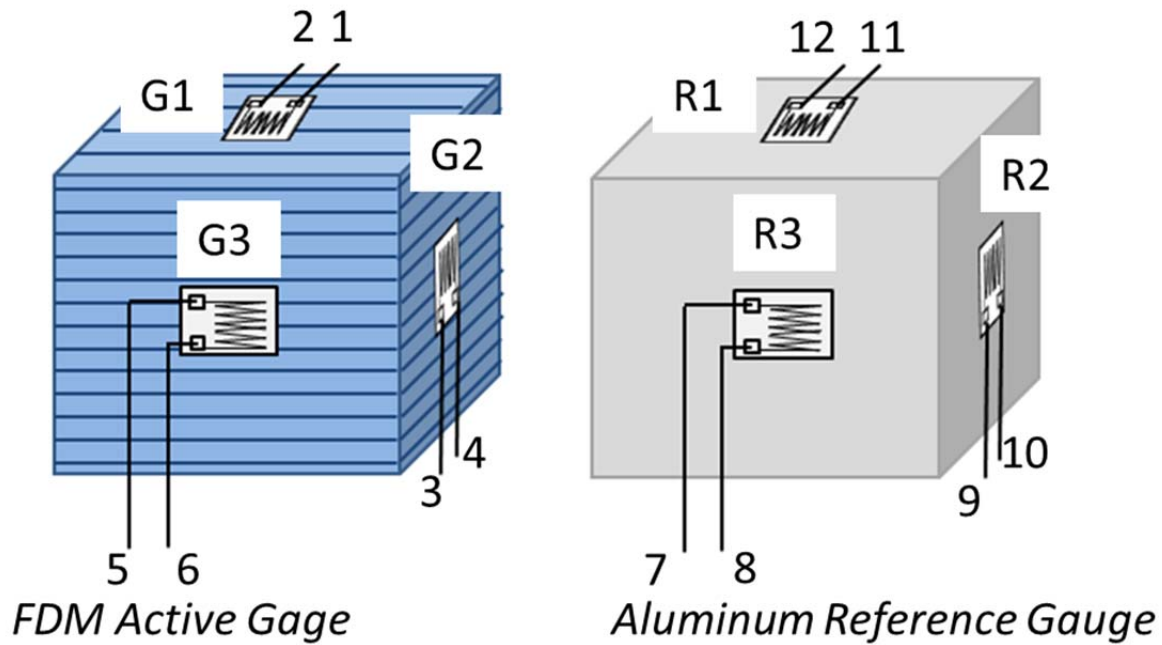 2 1
G1
G2
G3
3
4
5 6
FDM Active Gage
12 11
R1
R2
R3
10
9
7 8
Aluminum Reference Gauge